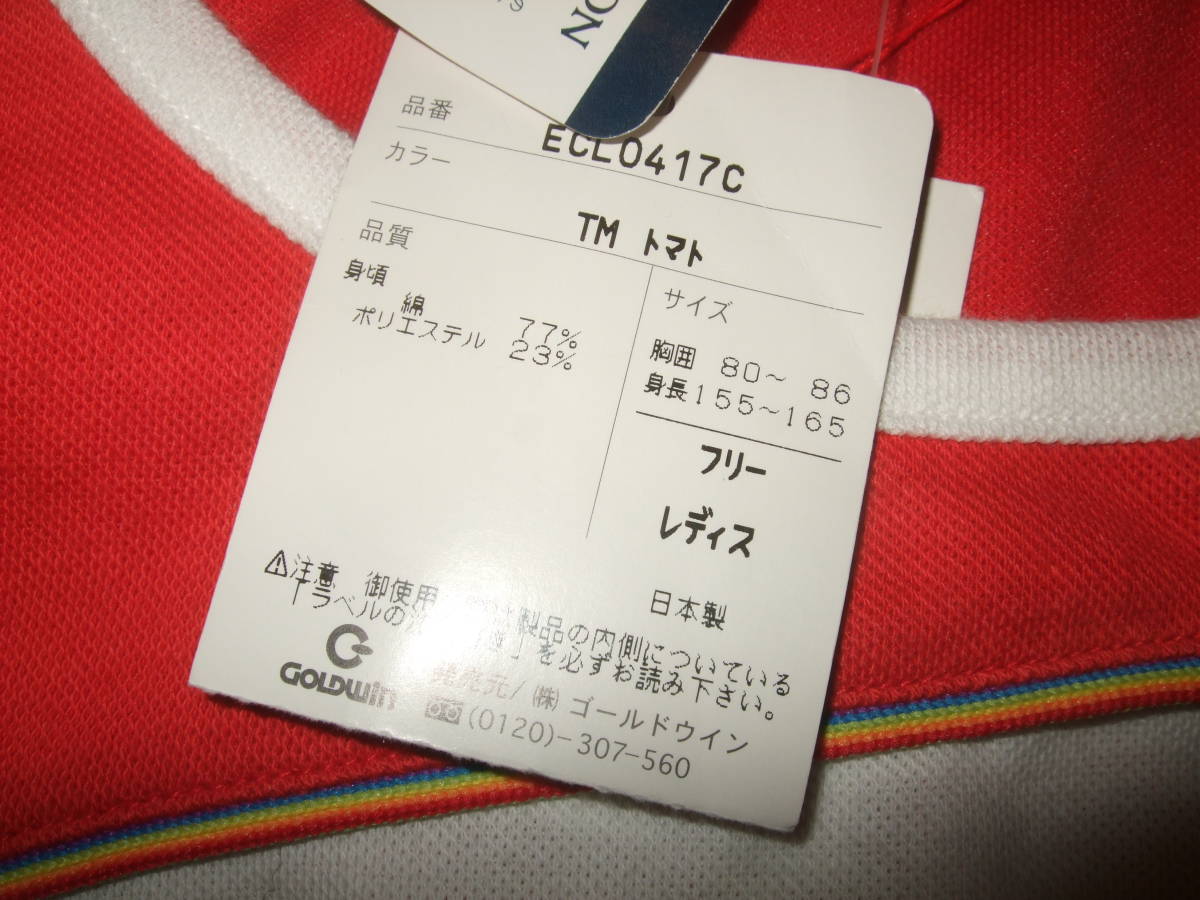 品番
ECL0417C
カラー
TM トマト
品質
身頃
綿 77%
ポリエステル 23%
サイズ
胸囲 80~ 86
身長155~165
フリー
レディス
日本製
⚠注意 御使用 製品の内側についている
「ラベルの 」を必ずお読み下さい。
GOLDWIN
発売元/㈱ゴールドウイン
(0120)-307-560